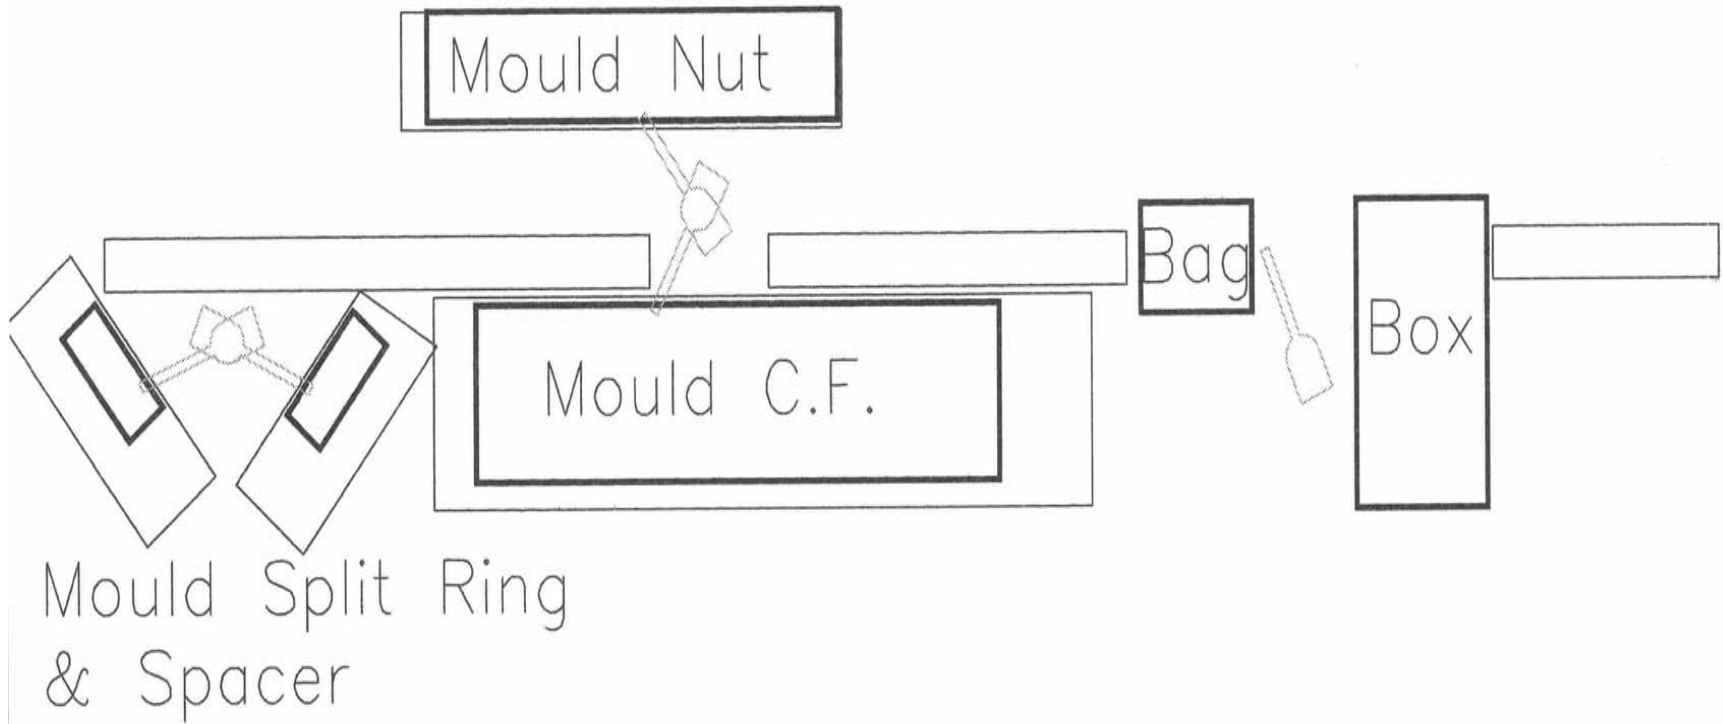 Mould Nut
Bag
Box
Mould C.F.
Mould Split Ring
& Spacer